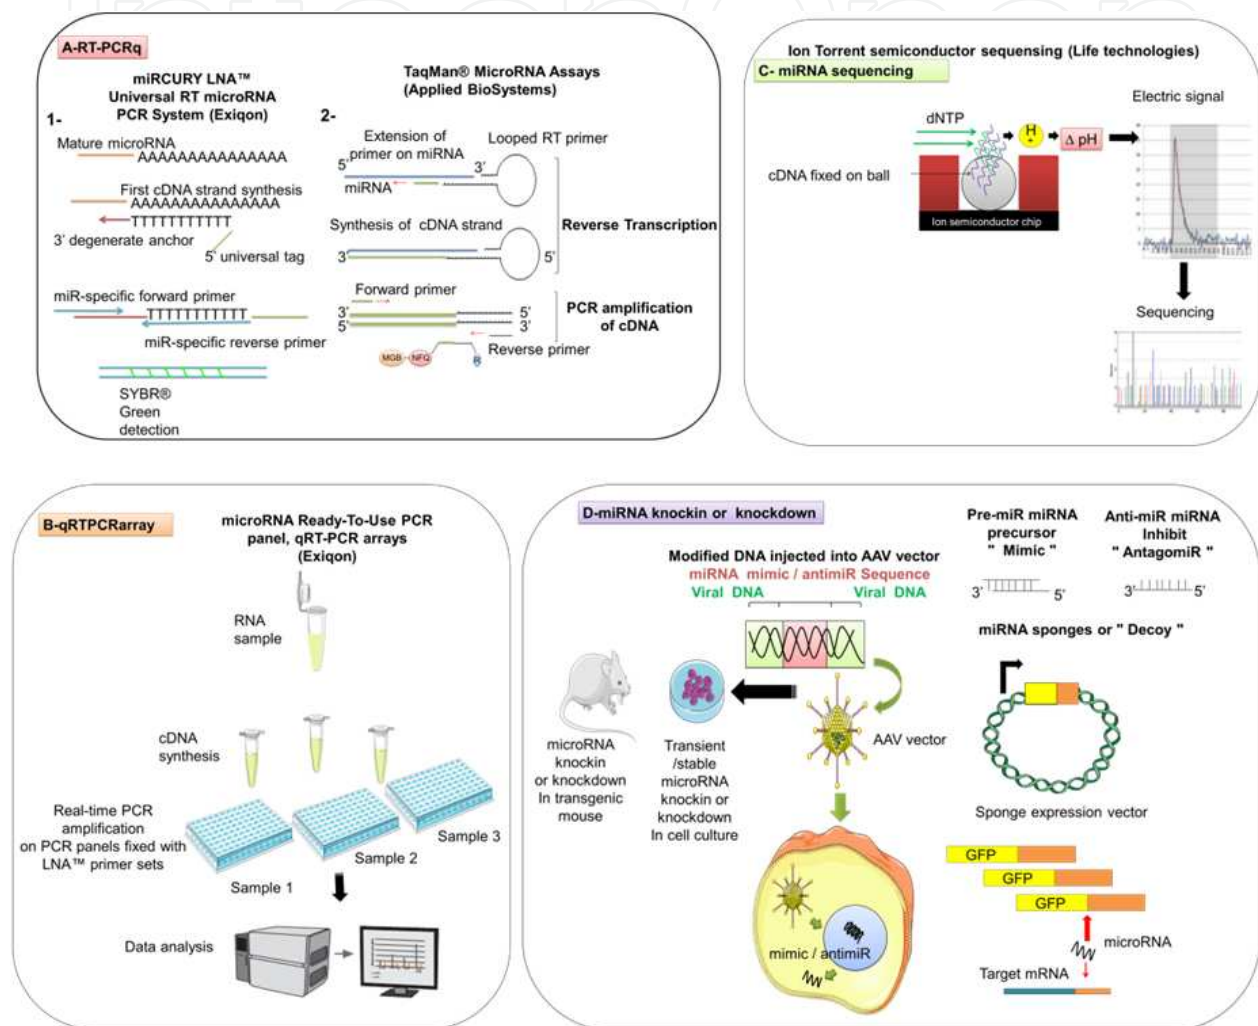 A-RT-PCRq
miRCURY LNA™
Universal RT microRNA
PCR System (Exiqon)
1-
Mature microRNA
AAAAAAAAAAAAAAA
First cDNA strand synthesis
AAAAAAAAAAAAAAA
TTTTTTTTTTT
3' degenerate anchor
5' universal tag
miR-specific forward primer
TTTTTTTTTTT
miR-specific reverse primer
SYBR®
Green
detection
TaqMan® MicroRNA Assays
(Applied BioSystems)
2-
Extension of
primer on miRNA
Looped RT primer
5'
3'
miRNA
Synthesis of cDNA strand
Reverse Transcription
3'
5'
Forward primer
3'
5'
5'
3'
PCR amplification
of cDNA
Reverse primer
MGB
NFQ
R
Ion Torrent semiconductor sequensing (Life technologies)
C- miRNA sequencing
Electric signal
dNTP
H
+
Δ pH
cDNA fixed on ball
Ion semiconductor chip
Sequencing
B-qRTPCRarray
microRNA Ready-To-Use PCR
panel, qRT-PCR arrays
(Exiqon)
RNA
sample
cDNA
synthesis
Real-time PCR
amplification
on PCR panels fixed with
LNA™ primer sets
Sample 1
Sample 2
Sample 3
Data analysis
D-miRNA knockin or knockdown
Modified DNA injected into AAV vector
miRNA mimic / antimiR Sequence
Viral DNA
Viral DNA
microRNA
knockin
or knockdown
In transgenic
mouse
Transient
/stable
microRNA
knockin or
knockdown
In cell culture
AAV vector
mimic / antimiR
Pre-miR miRNA
precursor
" Mimic "
3'
5'
Anti-miR miRNA
Inhibit
" AntagomiR "
3'
5'
miRNA sponges or " Decoy "
Sponge expression vector
GFP
GFP
GFP
microRNA
Target mRNA